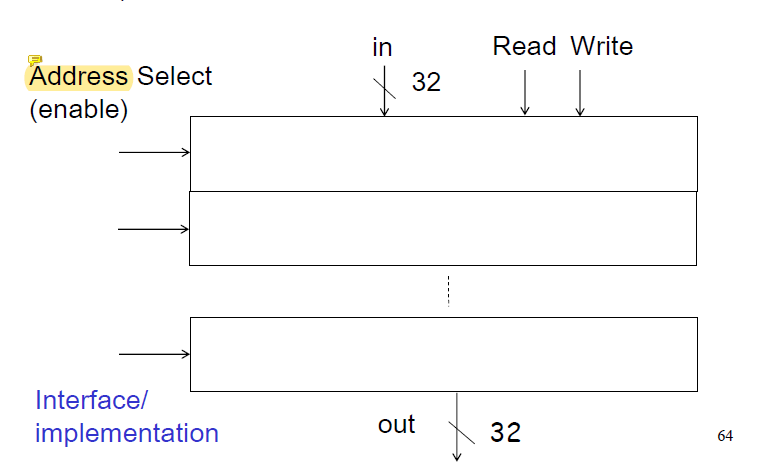 in
Read Write
Address Select
(enable)
32
Interface/
implementation
out
32
64